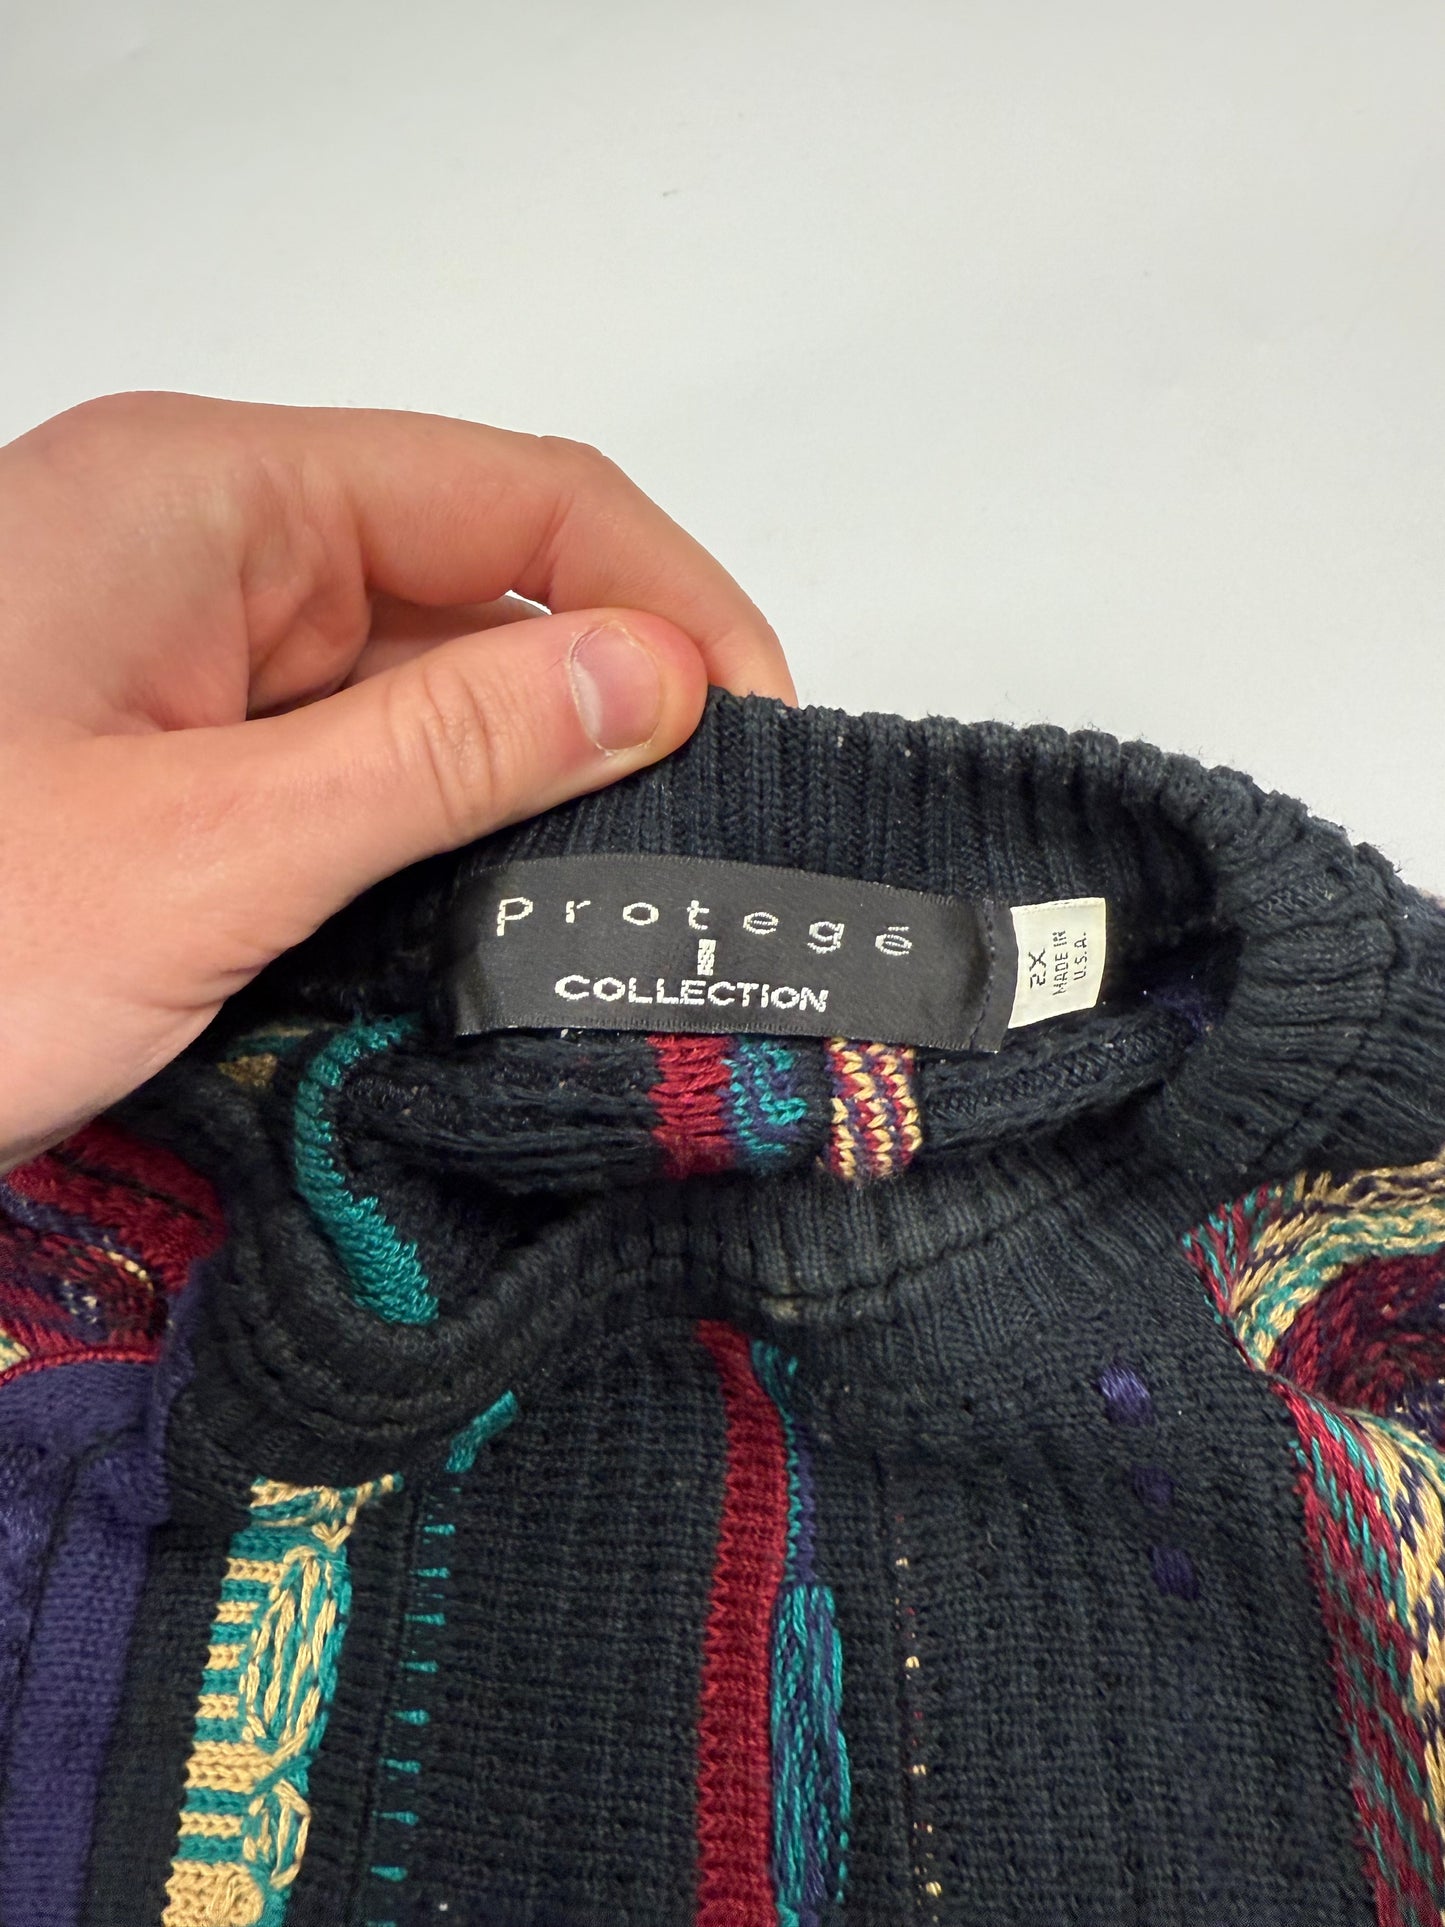 protegé
COLLECTION
2X
MADE IN
U.S.A.